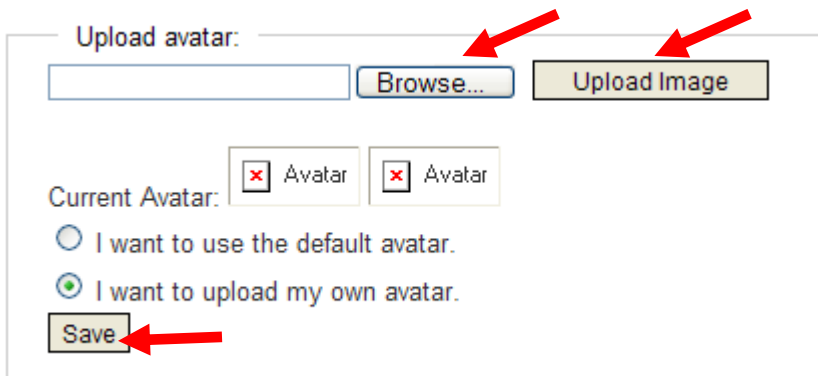 Upload avatar:
Browse... Upload Image
Current Avatar: Avatar Avatar
I want to use the default avatar.
I want to upload my own avatar.
Save